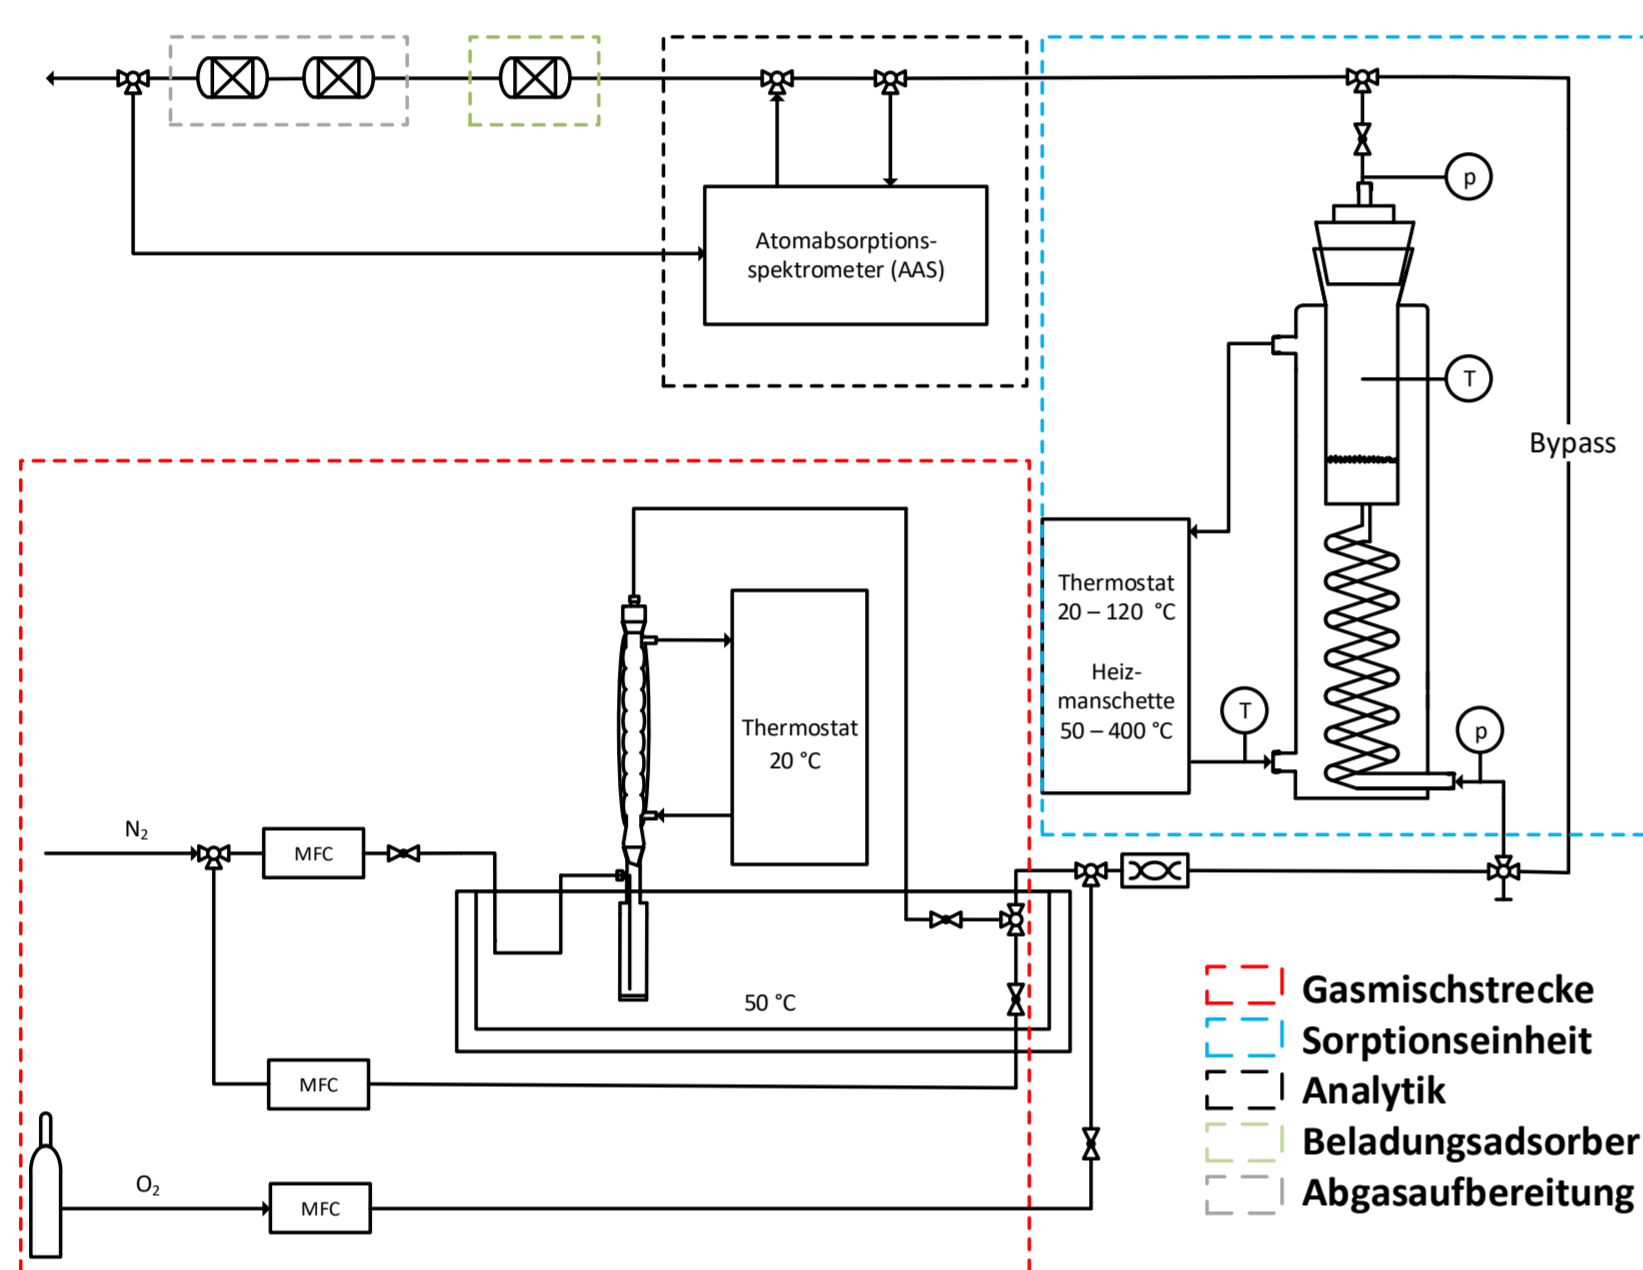 Atomabsorptions-
spektrometer (AAS)
p
T
Bypass
Thermostat
20 – 120 °C
Heiz-
manschette
50 – 400 °C
T
p
Thermostat
20 °C
N₂
MFC
50 °C
MFC
O₂
MFC
Gasmischstrecke
Sorptionseinheit
Analytik
Beladungsadsorber
Abgasaufbereitung